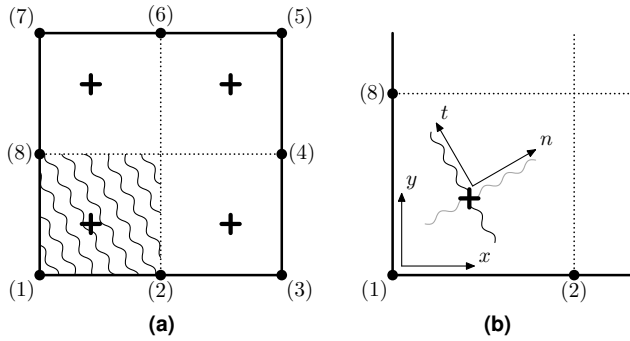 (7) (6) (5)
(8) (4)
(1) (2) (3)
(a)
(8) t n
y
x
(1) (2)
(b)